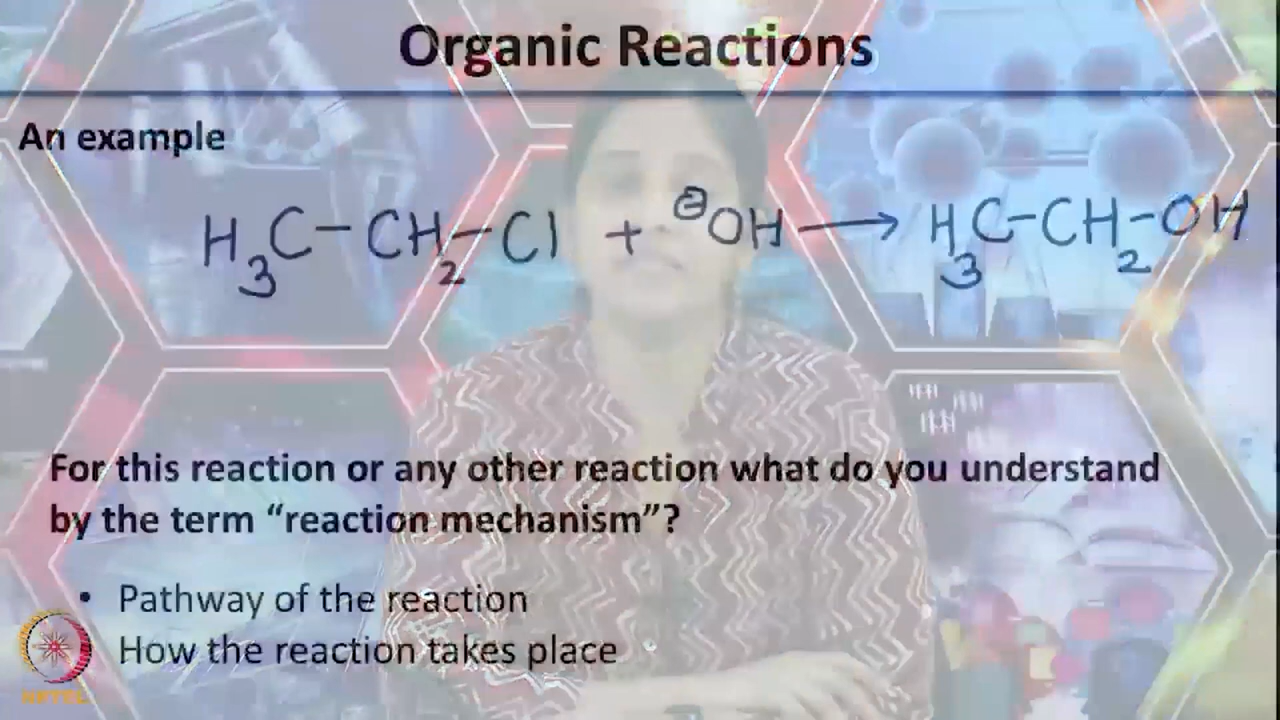 Organic Reactions
An example
H₃C-CH₂-Cl + ⊖OH ⟶ H₃C-CH₂-OH
For this reaction or any other reaction what do you understand
by the term “reaction mechanism”?
• Pathway of the reaction
How the reaction takes place
NPTEL